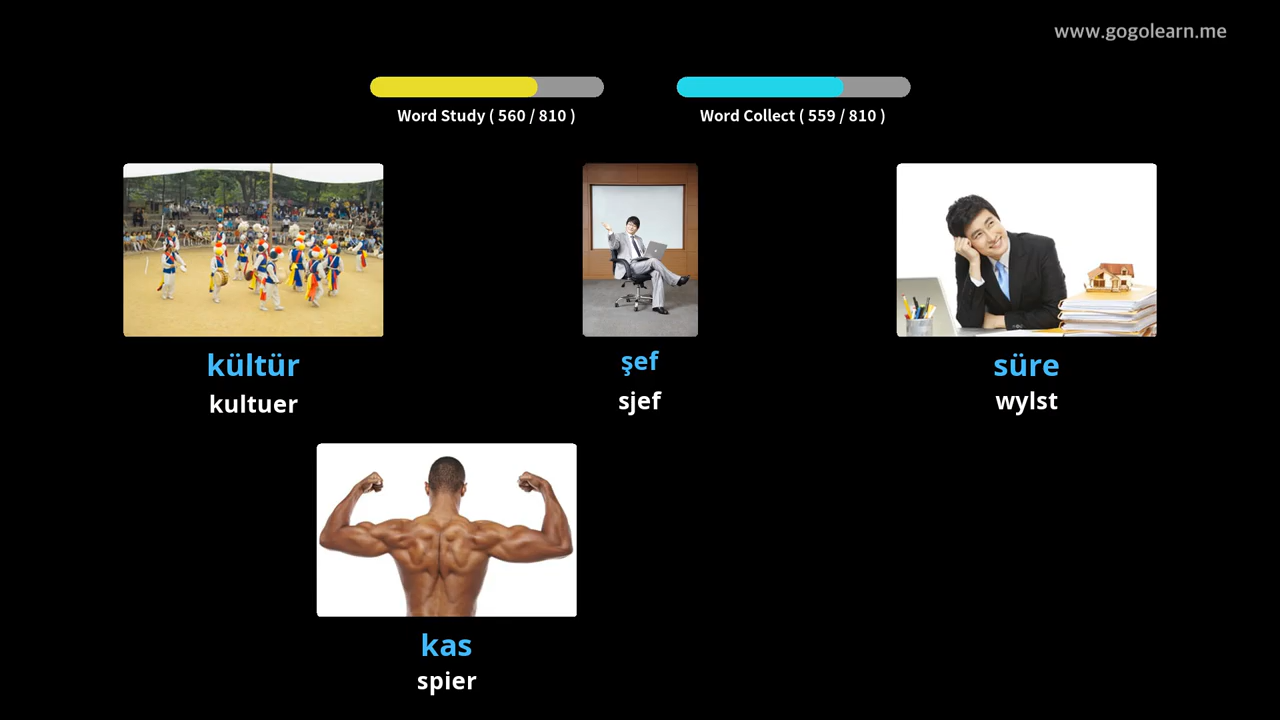 www.gogolearn.me
Word Study ( 560 / 810 )
Word Collect ( 559 / 810 )
kültür
kultuer
şef
sjef
süre
wylst
kas
spier